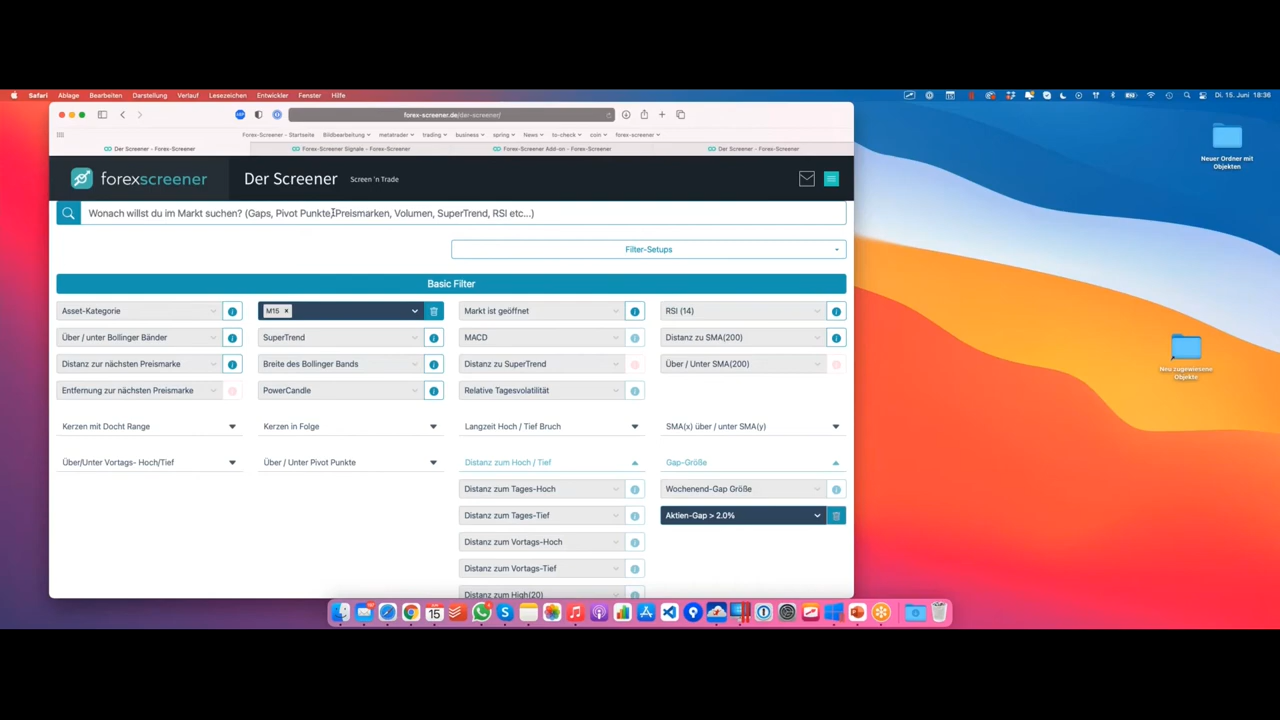 Safari Ablage Bearbeiten Darstellung Verlauf Lesezeichen Entwickler Fenster Hilfe
Di. 15. Juni 18:36
forex-screener.de/der-screener/
Forex-Screener - Startseite Bildbearbeitung metatrader trading business spring News to-check coin forex-screener
Der Screener - Forex-Screener Forex-Screener Signale - Forex-Screener Forex-Screener Add-on - Forex-Screener Der Screener - Forex-Screener
forexscreener Der Screener Screen 'n Trade
Wonach willst du im Markt suchen? (Gaps, Pivot Punkte, Preismarken, Volumen, SuperTrend, RSI etc...)
Filter-Setups
Basic Filter
Asset-Kategorie M15 × Markt ist geöffnet RSI (14)
Über / unter Bollinger Bänder SuperTrend MACD Distanz zu SMA(200)
Distanz zur nächsten Preismarke Breite des Bollinger Bands Distanz zu SuperTrend Über / Unter SMA(200)
Entfernung zur nächsten Preismarke PowerCandle Relative Tagesvolatilität
Kerzen mit Docht Range Kerzen in Folge Langzeit Hoch / Tief Bruch SMA(x) über / unter SMA(y)
Über/Unter Vortags- Hoch/Tief Über / Unter Pivot Punkte Distanz zum Hoch / Tief Gap-Größe
Distanz zum Tages-Hoch Wochenend-Gap Größe
Distanz zum Tages-Tief Aktien-Gap > 2.0%
Distanz zum Vortags-Hoch
Distanz zum Vortags-Tief
Distanz zum High(20)
Neuer Ordner mit
Objekten
Neu zugewiesene
Objekte
15